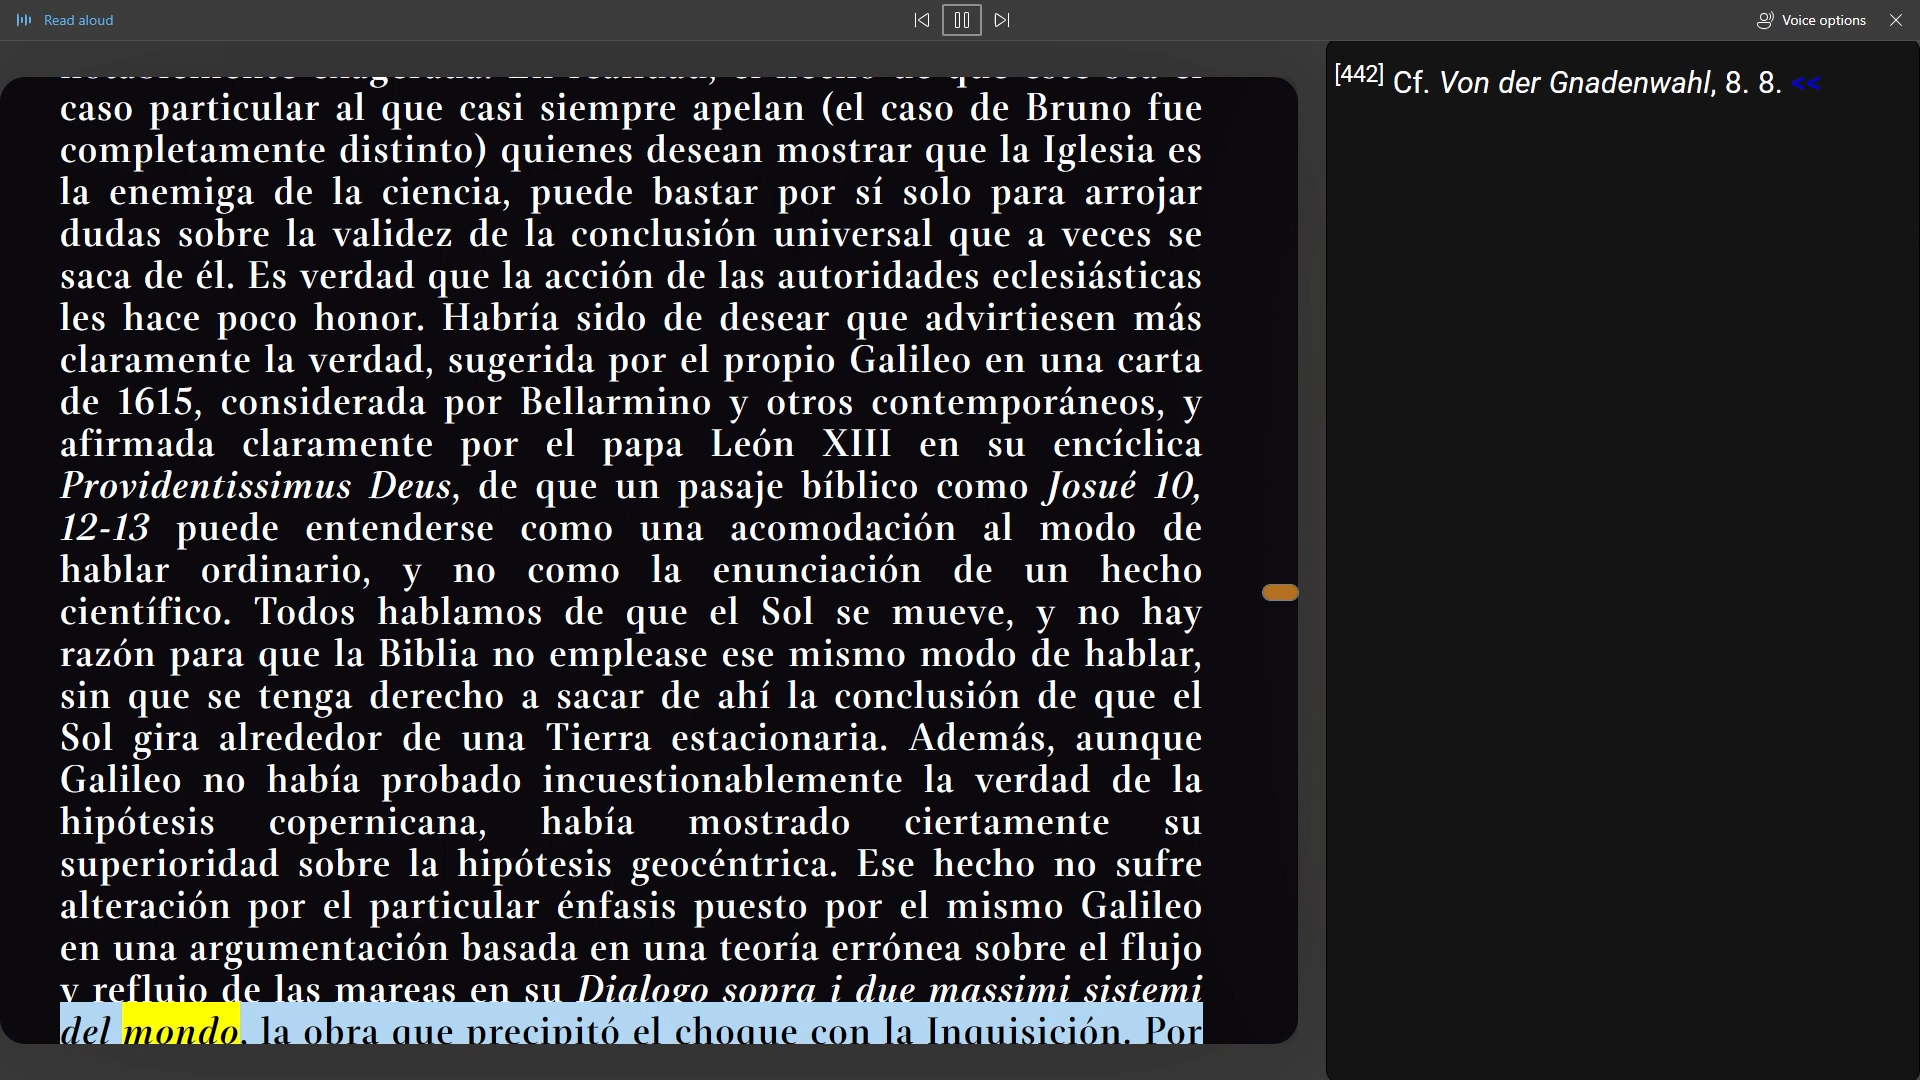 Read aloud
Voice options
notablemente exagerada. En realidad, el hecho de que éste sea el
caso particular al que casi siempre apelan (el caso de Bruno fue
completamente distinto) quienes desean mostrar que la Iglesia es
la enemiga de la ciencia, puede bastar por sí solo para arrojar
dudas sobre la validez de la conclusión universal que a veces se
saca de él. Es verdad que la acción de las autoridades eclesiásticas
les hace poco honor. Habría sido de desear que advirtiesen más
claramente la verdad, sugerida por el propio Galileo en una carta
de 1615, considerada por Bellarmino y otros contemporáneos, y
afirmada claramente por el papa León XIII en su encíclica
Providentissimus Deus, de que un pasaje bíblico como Josué 10,
12-13 puede entenderse como una acomodación al modo de
hablar ordinario, y no como la enunciación de un hecho
científico. Todos hablamos de que el Sol se mueve, y no hay
razón para que la Biblia no emplease ese mismo modo de hablar,
sin que se tenga derecho a sacar de ahí la conclusión de que el
Sol gira alrededor de una Tierra estacionaria. Además, aunque
Galileo no había probado incuestionablemente la verdad de la
hipótesis copernicana, había mostrado ciertamente su
superioridad sobre la hipótesis geocéntrica. Ese hecho no sufre
alteración por el particular énfasis puesto por el mismo Galileo
en una argumentación basada en una teoría errónea sobre el flujo
y reflujo de las mareas en su Dialogo sopra i due massimi sistemi
del mondo, la obra que precipitó el choque con la Inquisición. Por
[442] Cf. Von der Gnadenwahl, 8. 8. <<